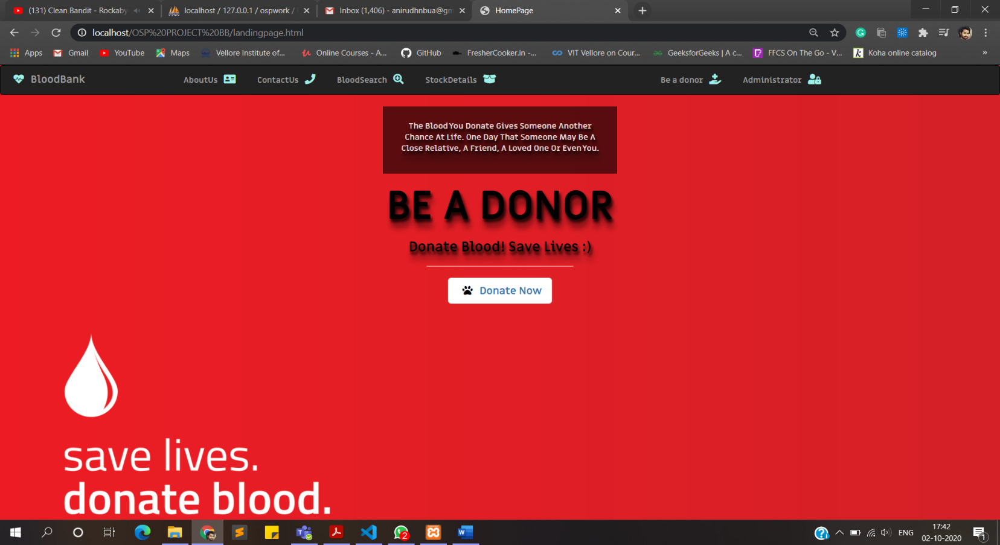 (131) Clean Bandit - Rockaby
localhost / 127.0.0.1 / ospwork /
Inbox (1,406) - anirudhnbua@gm
HomePage
localhost/OSP%20PROJECT%20BB/landingpage.html
Apps
Gmail
YouTube
Maps
Vellore Institute of...
Online Courses - A...
GitHub
FresherCooker.in -...
VIT Vellore on Cour...
GeeksforGeeks | A c...
FFCS On The Go - V...
Koha online catalog
»
BloodBank
AboutUs
ContactUs
BloodSearch
StockDetails
Be a donor
Administrator
The Blood You Donate Gives Someone Another
Chance At Life. One Day That Someone May Be A
Close Relative, A Friend, A Loved One Or Even You.
BE A DONOR
Donate Blood! Save Lives :)
Donate Now
save lives.
donate blood.
2
ENG
17:42
02-10-2020
1